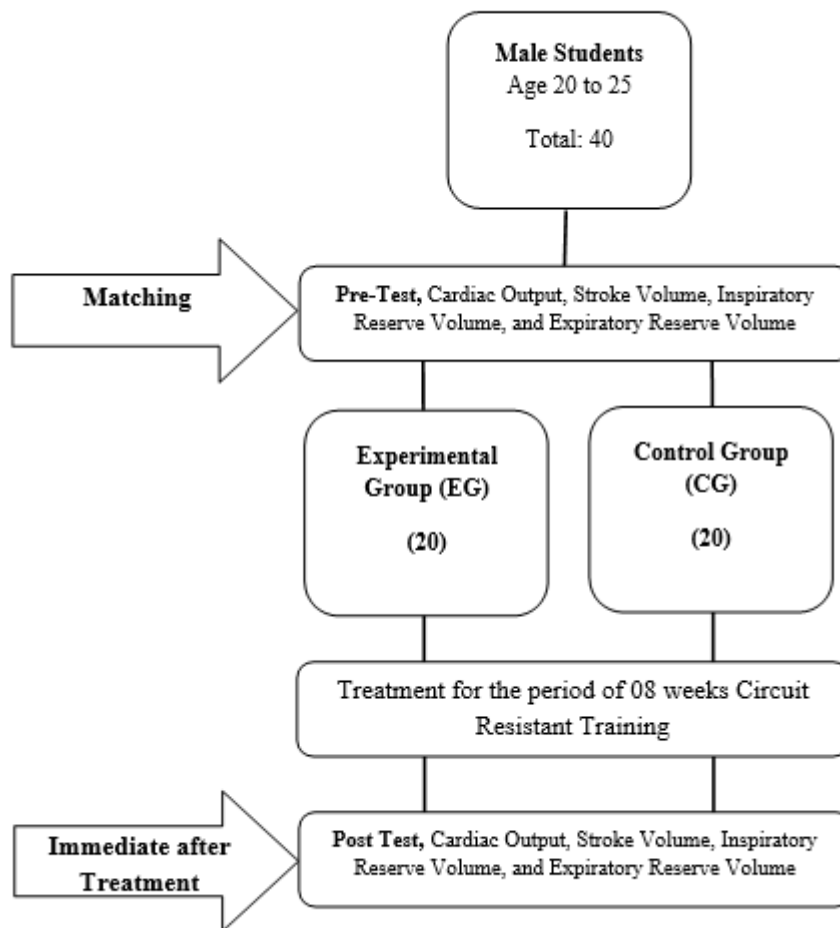 Male Students
Age 20 to 25
Total: 40
Matching
Pre-Test, Cardiac Output, Stroke Volume, Inspiratory
Reserve Volume, and Expiratory Reserve Volume
Experimental
Group (EG)
(20)
Control Group
(CG)
(20)
Treatment for the period of 08 weeks Circuit
Resistant Training
Immediate after
Treatment
Post Test, Cardiac Output, Stroke Volume, Inspiratory
Reserve Volume, and Expiratory Reserve Volume